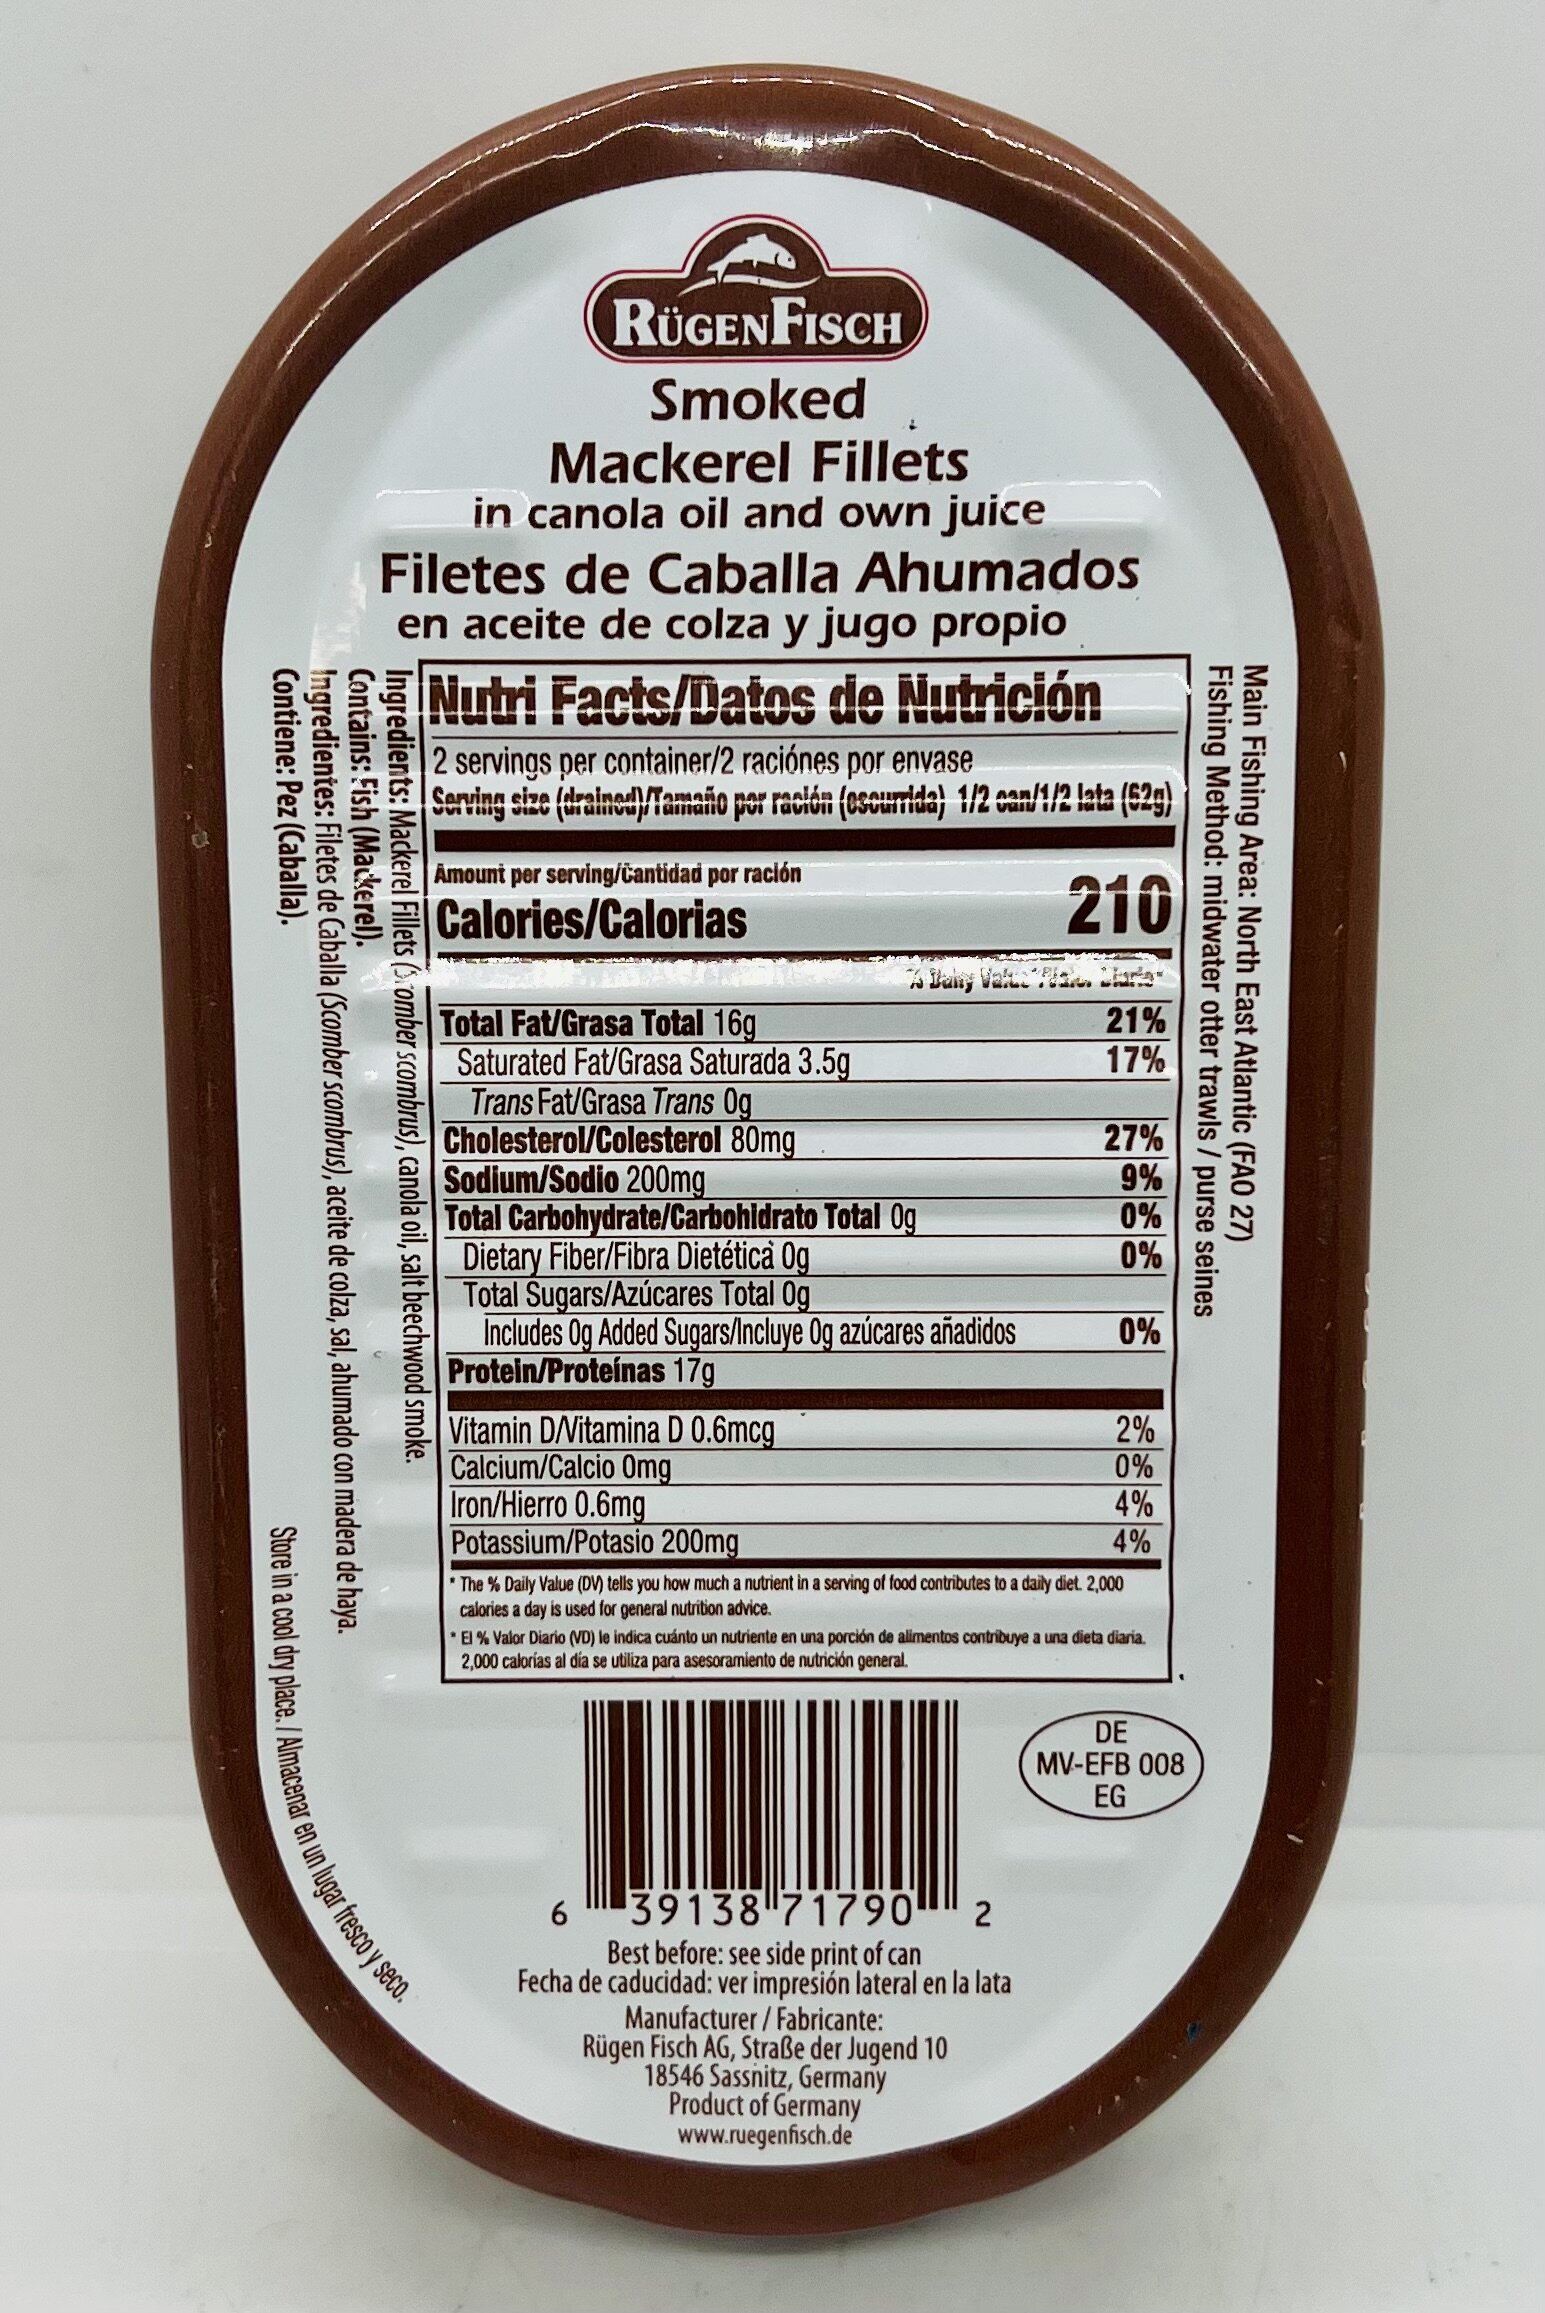 RÜGENFISCH
Smoked
Mackerel Fillets
in canola oil and own juice
Filetes de Caballa Ahumados
en aceite de colza y jugo propio
Nutri Facts/Datos de Nutrición
2 servings per container/2 raciónes por envase
Serving size (drained)/Tamaño por ración (escurrida) 1/2 can/1/2 lata (62g)
Amount per serving/Cantidad por ración
Calories/Calorias 210
% Daily Value*/Valor Diario*
Total Fat/Grasa Total 16g 21%
Saturated Fat/Grasa Saturada 3.5g 17%
Trans Fat/Grasa Trans 0g
Cholesterol/Colesterol 80mg 27%
Sodium/Sodio 200mg 9%
Total Carbohydrate/Carbohidrato Total 0g 0%
Dietary Fiber/Fibra Dietética 0g 0%
Total Sugars/Azúcares Total 0g
Includes 0g Added Sugars/Incluye 0g azúcares añadidos 0%
Protein/Proteínas 17g
Vitamin D/Vitamina D 0.6mcg 2%
Calcium/Calcio 0mg 0%
Iron/Hierro 0.6mg 4%
Potassium/Potasio 200mg 4%
* The % Daily Value (DV) tells you how much a nutrient in a serving of food contributes to a daily diet. 2,000
calories a day is used for general nutrition advice.
* El % Valor Diario (VD) le indica cuánto un nutriente en una porción de alimentos contribuye a una dieta diaria.
2,000 calorías al día se utiliza para asesoramiento de nutrición general.
Main Fishing Area: North East Atlantic (FAO 27)
Fishing Method: midwater otter trawls / purse seines
Ingredients: Mackerel Fillets (Scomber scombrus), canola oil, salt beechwood smoke.
Contains: Fish (Mackerel).
Ingredientes: Filetes de Caballa (Scomber scombrus), aceite de colza, sal, ahumado con madera de haya.
Contiene: Pez (Caballa).
Store in a cool dry place. / Almacenar en un lugar fresco y seco.
DE
MV-EFB 008
EG
6 39138 71790 2
Best before: see side print of can
Fecha de caducidad: ver impresión lateral en la lata
Manufacturer / Fabricante:
Rügen Fisch AG, Straße der Jugend 10
18546 Sassnitz, Germany
Product of Germany
www.ruegenfisch.de